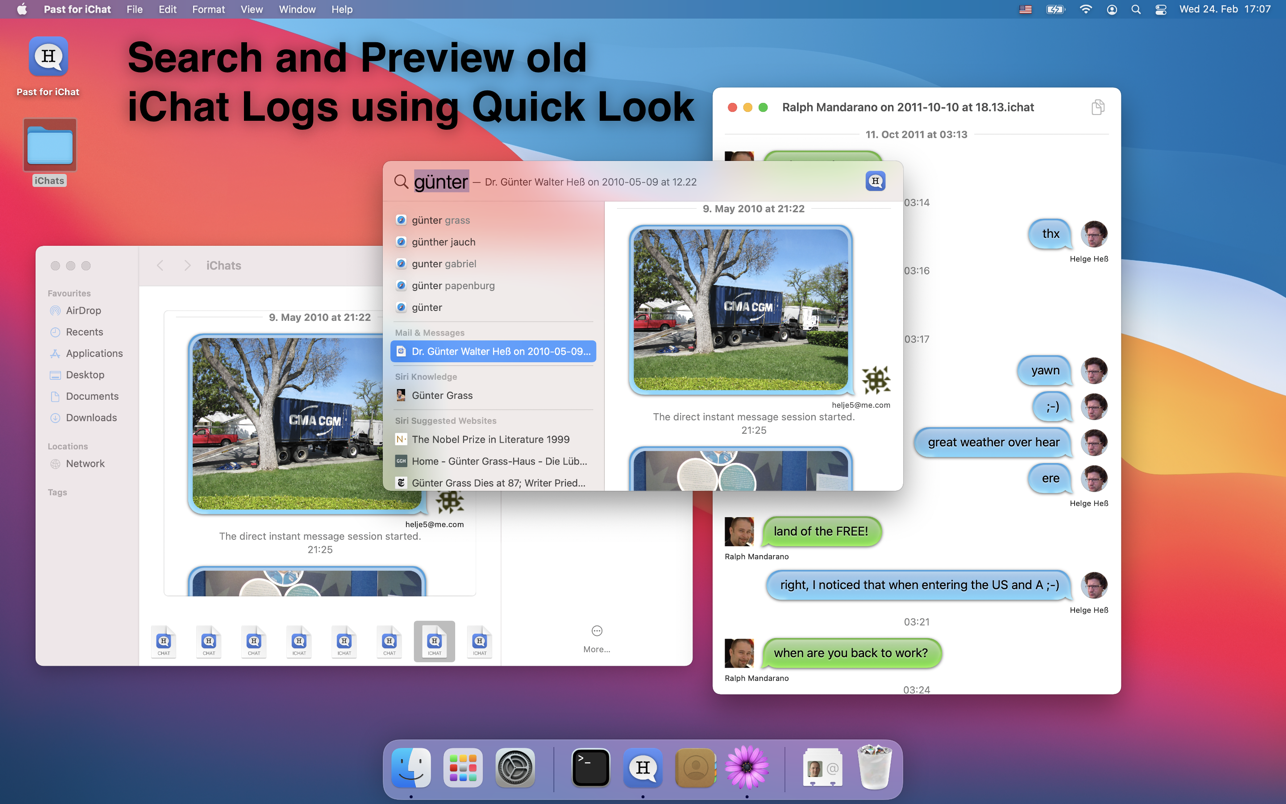 Past for iChat File Edit Format View Window Help
Wed 24. Feb 17:07
Past for iChat
iChats
Search and Preview old
iChat Logs using Quick Look
Ralph Mandarano on 2011-10-10 at 18.13.ichat
11. Oct 2011 at 03:13
03:14
thx
Helge Heß
03:16
03:17
yawn
;-)
great weather over hear
ere
Helge Heß
land of the FREE!
Ralph Mandarano
right, I noticed that when entering the US and A ;-)
Helge Heß
03:21
when are you back to work?
Ralph Mandarano
03:24
günter — Dr. Günter Walter Heß on 2010-05-09 at 12.22
H
günter grass
günther jauch
gunter gabriel
günter papenburg
günter
Mail & Messages
Dr. Günter Walter Heß on 2010-05-09...
Siri Knowledge
Günter Grass
Siri Suggested Websites
The Nobel Prize in Literature 1999
Home - Günter Grass-Haus - Die Lüb...
Günter Grass Dies at 87; Writer Pried...
9. May 2010 at 21:22
CMA CGM
helje5@me.com
The direct instant message session started.
21:25
iChats
Favourites
AirDrop
Recents
Applications
Desktop
Documents
Downloads
Locations
Network
Tags
9. May 2010 at 21:22
CMA CGM
helje5@me.com
The direct instant message session started.
21:25
H H H H H H H H
CHAT CHAT CHAT ICHAT ICHAT CHAT ICHAT ICHAT
More...
>_
H
@